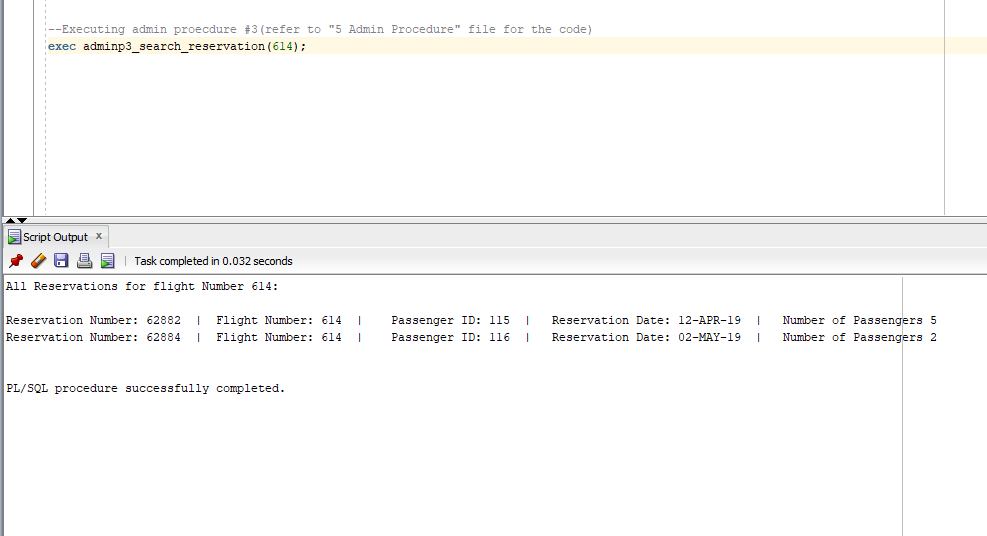 --Executing admin proecdure #3(refer to "5 Admin Procedure" file for the code)
exec adminp3_search_reservation(614);
Script Output x
Task completed in 0.032 seconds
All Reservations for flight Number 614:
Reservation Number: 62882 | Flight Number: 614 | Passenger ID: 115 | Reservation Date: 12-APR-19 | Number of Passengers 5
Reservation Number: 62884 | Flight Number: 614 | Passenger ID: 116 | Reservation Date: 02-MAY-19 | Number of Passengers 2
PL/SQL procedure successfully completed.